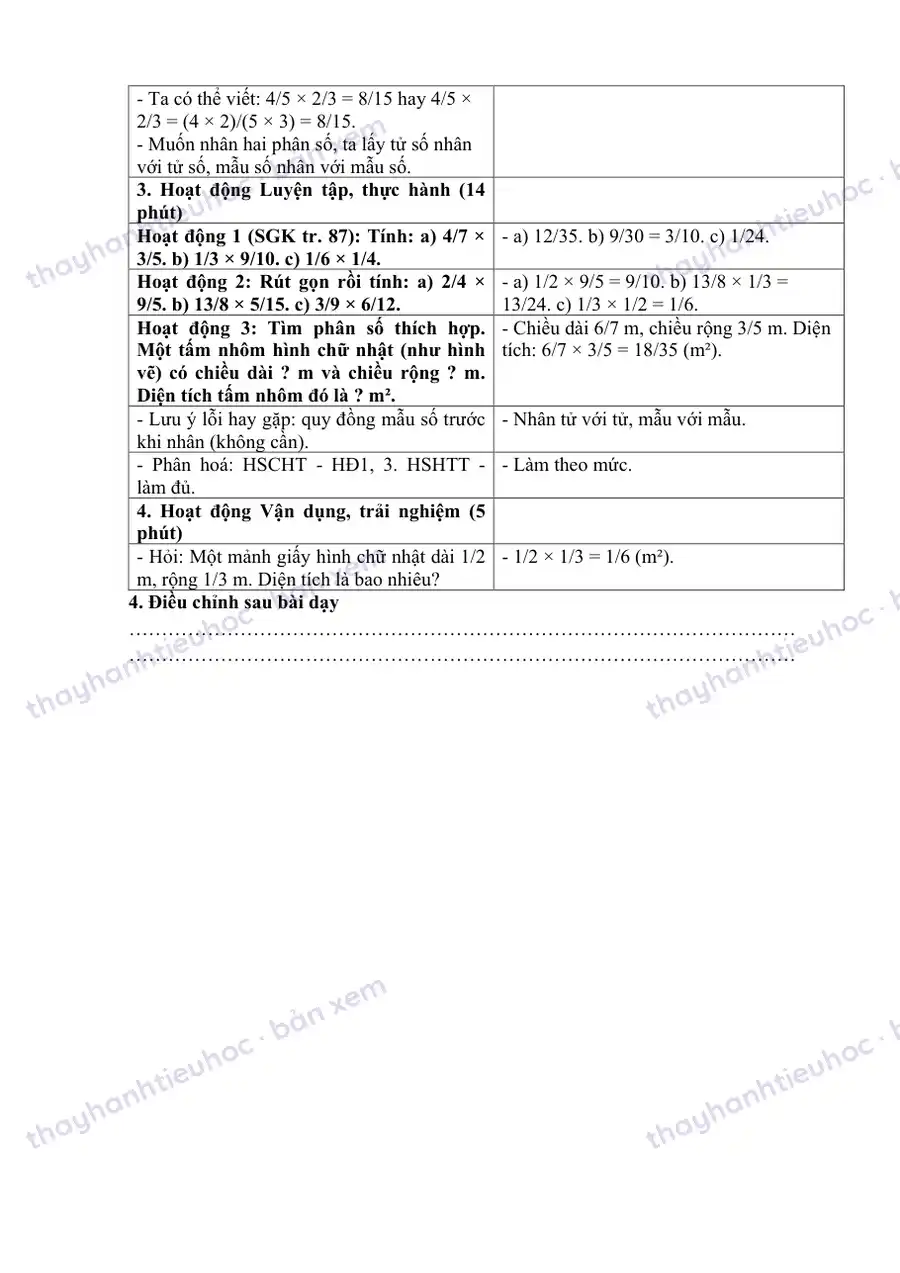 - Ta có thể viết: 4/5 × 2/3 = 8/15 hay 4/5 ×
2/3 = (4 × 2)/(5 × 3) = 8/15.
- Muốn nhân hai phân số, ta lấy tử số nhân
với tử số, mẫu số nhân với mẫu số.
3. Hoạt động Luyện tập, thực hành (14
phút)
Hoạt động 1 (SGK tr. 87): Tính: a) 4/7 ×
3/5. b) 1/3 × 9/10. c) 1/6 × 1/4.
- a) 12/35. b) 9/30 = 3/10. c) 1/24.
Hoạt động 2: Rút gọn rồi tính: a) 2/4 ×
9/5. b) 13/8 × 5/15. c) 3/9 × 6/12.
- a) 1/2 × 9/5 = 9/10. b) 13/8 × 1/3 =
13/24. c) 1/3 × 1/2 = 1/6.
Hoạt động 3: Tìm phân số thích hợp.
Một tấm nhôm hình chữ nhật (như hình
vẽ) có chiều dài ? m và chiều rộng ? m.
Diện tích tấm nhôm đó là ? m².
- Chiều dài 6/7 m, chiều rộng 3/5 m. Diện
tích: 6/7 × 3/5 = 18/35 (m²).
- Lưu ý lỗi hay gặp: quy đồng mẫu số trước
khi nhân (không cần).
- Nhân tử với tử, mẫu với mẫu.
- Phân hoá: HSCHT - HĐ1, 3. HSHTT -
làm đủ.
- Làm theo mức.
4. Hoạt động Vận dụng, trải nghiệm (5
phút)
- Hỏi: Một mảnh giấy hình chữ nhật dài 1/2
m, rộng 1/3 m. Diện tích là bao nhiêu?
- 1/2 × 1/3 = 1/6 (m²).
4. Điều chỉnh sau bài dạy
……………………………………………………………………………………………
……………………………………………………………………………………………
thayhanhtieuhoc · bản xem
thayhanhtieuhoc · b
thayhanhtieuhoc · bản xem
thayhanhtieuhoc · b
thayhanhtieuhoc · bản xem
thayhanhtieuhoc · b